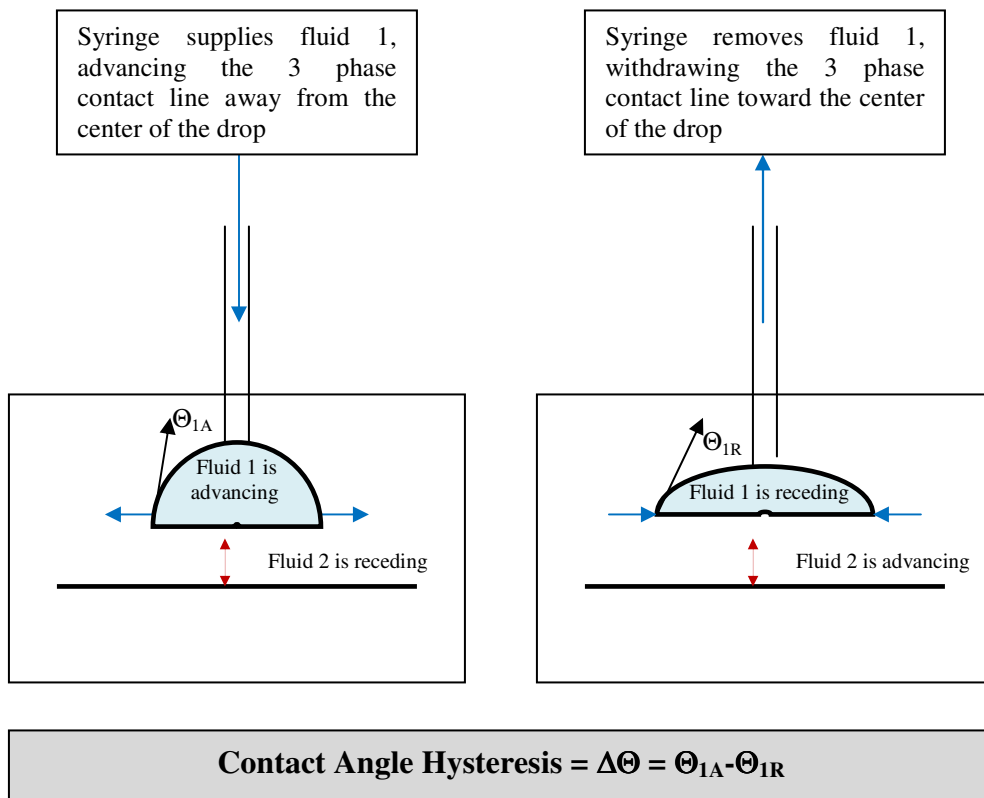 Syringe supplies fluid 1,
advancing the 3 phase
contact line away from the
center of the drop
Syringe removes fluid 1,
withdrawing the 3 phase
contact line toward the center
of the drop
Θ1A
Fluid 1 is
advancing
Fluid 2 is receding
Θ1R
Fluid 1 is receding
Fluid 2 is advancing
Contact Angle Hysteresis = ΔΘ = Θ1A-Θ1R